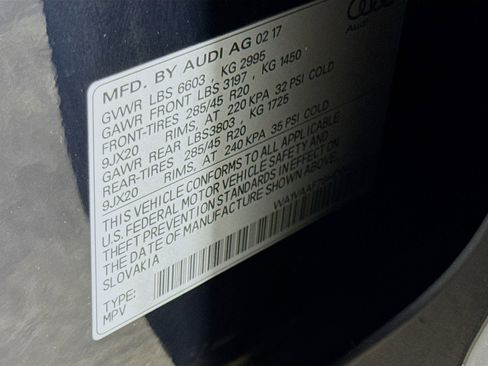 MFD. BY AUDI AG 02 17
GVWR LBS 6603 , KG 2995
GAWR FRONT LBS 3197 , KG 1450
FRONT-TIRES 285/45 R20
9JX20 RIMS, AT 220 KPA 32 PSI COLD
GAWR REAR LBS3803 , KG 1725
REAR-TIRES 285/45 R20
9JX20 RIMS, AT 240 KPA 35 PSI COLD
THIS VEHICLE CONFORMS TO ALL APPLICABLE
U.S. FEDERAL MOTOR VEHICLE SAFETY AND
THEFT PREVENTION STANDARDS IN EFFECT ON
THE DATE OF MANUFACTURE SHOWN ABOVE
SLOVAKIA
TYPE:
MPV
Audi